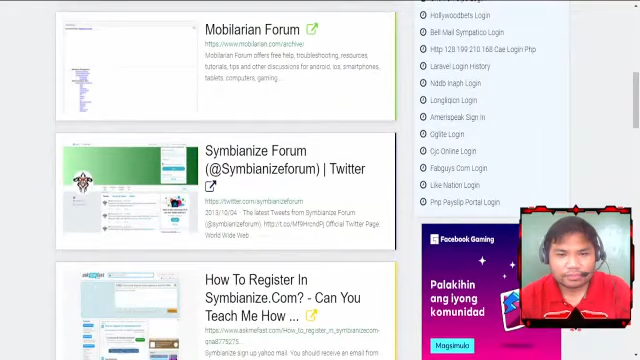 Mobilarian Forum
https://www.mobilarian.com/archive/
Mobilarian Forum offers free help, troubleshooting, resources,
tutorials, tips and other discussions for android, ios, smartphones,
tablets, computers, gaming ...
Symbianize Forum
(@Symbianizeforum) | Twitter
https://twitter.com/symbianizeforum
2013/10/04 · The latest Tweets from Symbianize Forum
(@symbianizeforum). http://t.co/Mf9HrchdPj Official Twitter Page.
World Wide Web
How To Register In
Symbianize.Com? - Can You
Teach Me How ...
https://www.askmefast.com/How_to_register_in_symbianizecom-
qna8775275...
Symbianize sign up yahoo mail. You should receive an email from
Hollywoodbets Login
Bell Mail Sympatico Login
Http 128 199 210 168 Cae Login Php
Laravel Login History
Nddb Inaph Login
Longliqicn Login
Amerispeak Sign In
Oglite Login
Cjc Online Login
Fabguys Com Login
Like Nation Login
Pnp Payslip Portal Login
Facebook Gaming
Palakihin
ang iyong
komunidad
Magsimula